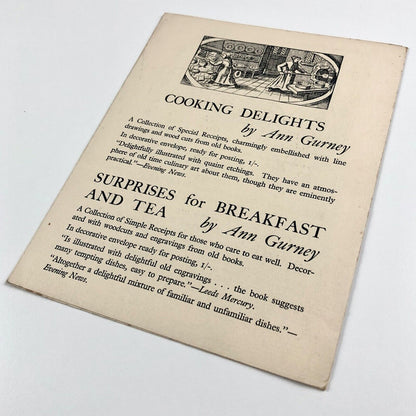 COOKING DELIGHTS
by Ann Gurney
A Collection of Special Receipts, charmingly embellished with line
drawings and wood cuts from old books.
In decorative envelope, ready for posting, 1/-.
"Delightfully illustrated with quaint etchings. They have an atmos-
phere of old time culinary art about them, though they are eminently
practical."—Evening News.
SURPRISES for BREAKFAST
AND TEA by Ann Gurney
A Collection of Simple Receipts for those who care to eat well. Decor-
ated with woodcuts and engravings from old books.
In decorative envelope ready for posting, 1/-.
"Is illustrated with delightful old engravings . . . the book suggests
many tempting dishes, easy to prepare."—Leeds Mercury.
"Altogether a delightful mixture of familiar and unfamiliar dishes."—
Evening News.